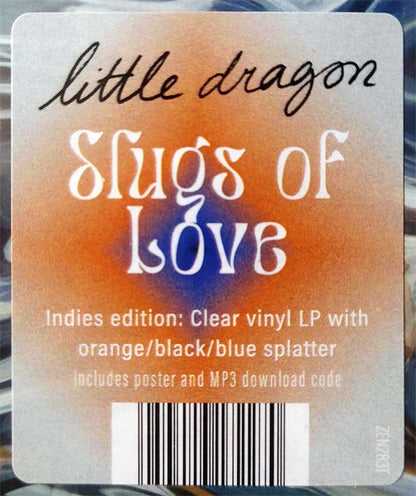 little dragon
Slugs of
Love
Indies edition: Clear vinyl LP with
orange/black/blue splatter
includes poster and MP3 download code
ZEN283T